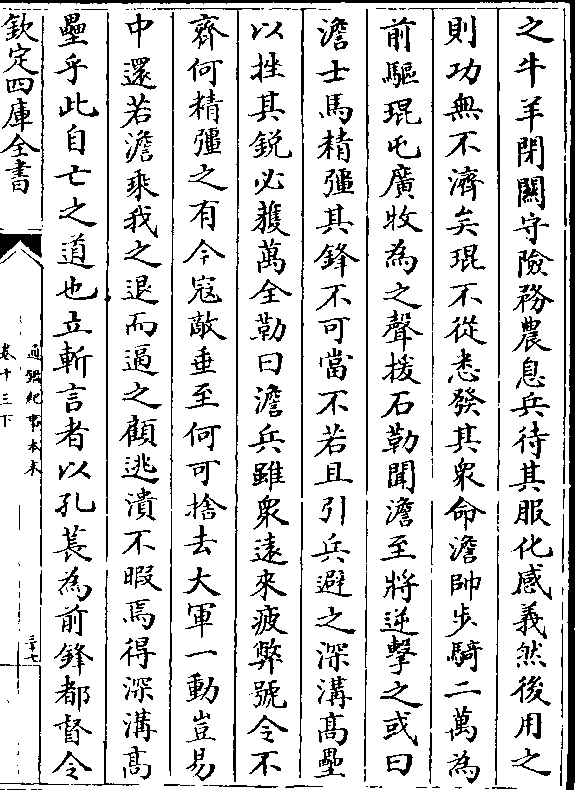 之牛羊閉關守險務農息兵待其服化感義然後用之
則功無不濟矣琨不從悉發其衆命澹帥步騎二萬為
前驅琨屯廣牧為之聲援石勒聞澹至將逆擊之或曰
澹士馬精彊其鋒不可當不若且引兵避之深溝髙壘
以挫其鋭必獲萬全勒曰澹兵雖衆遠來疲弊號令不
齊何精彊之有今寇敵垂至何可捨去大軍一動豈易
中還若澹乘我之退而逼之顧逃潰不暇焉得深溝髙
壘乎此自亡之道也立斬言者以孔萇為前鋒都督令
欽定四庫全書
通鑑紀事本末
卷十三下
三十七